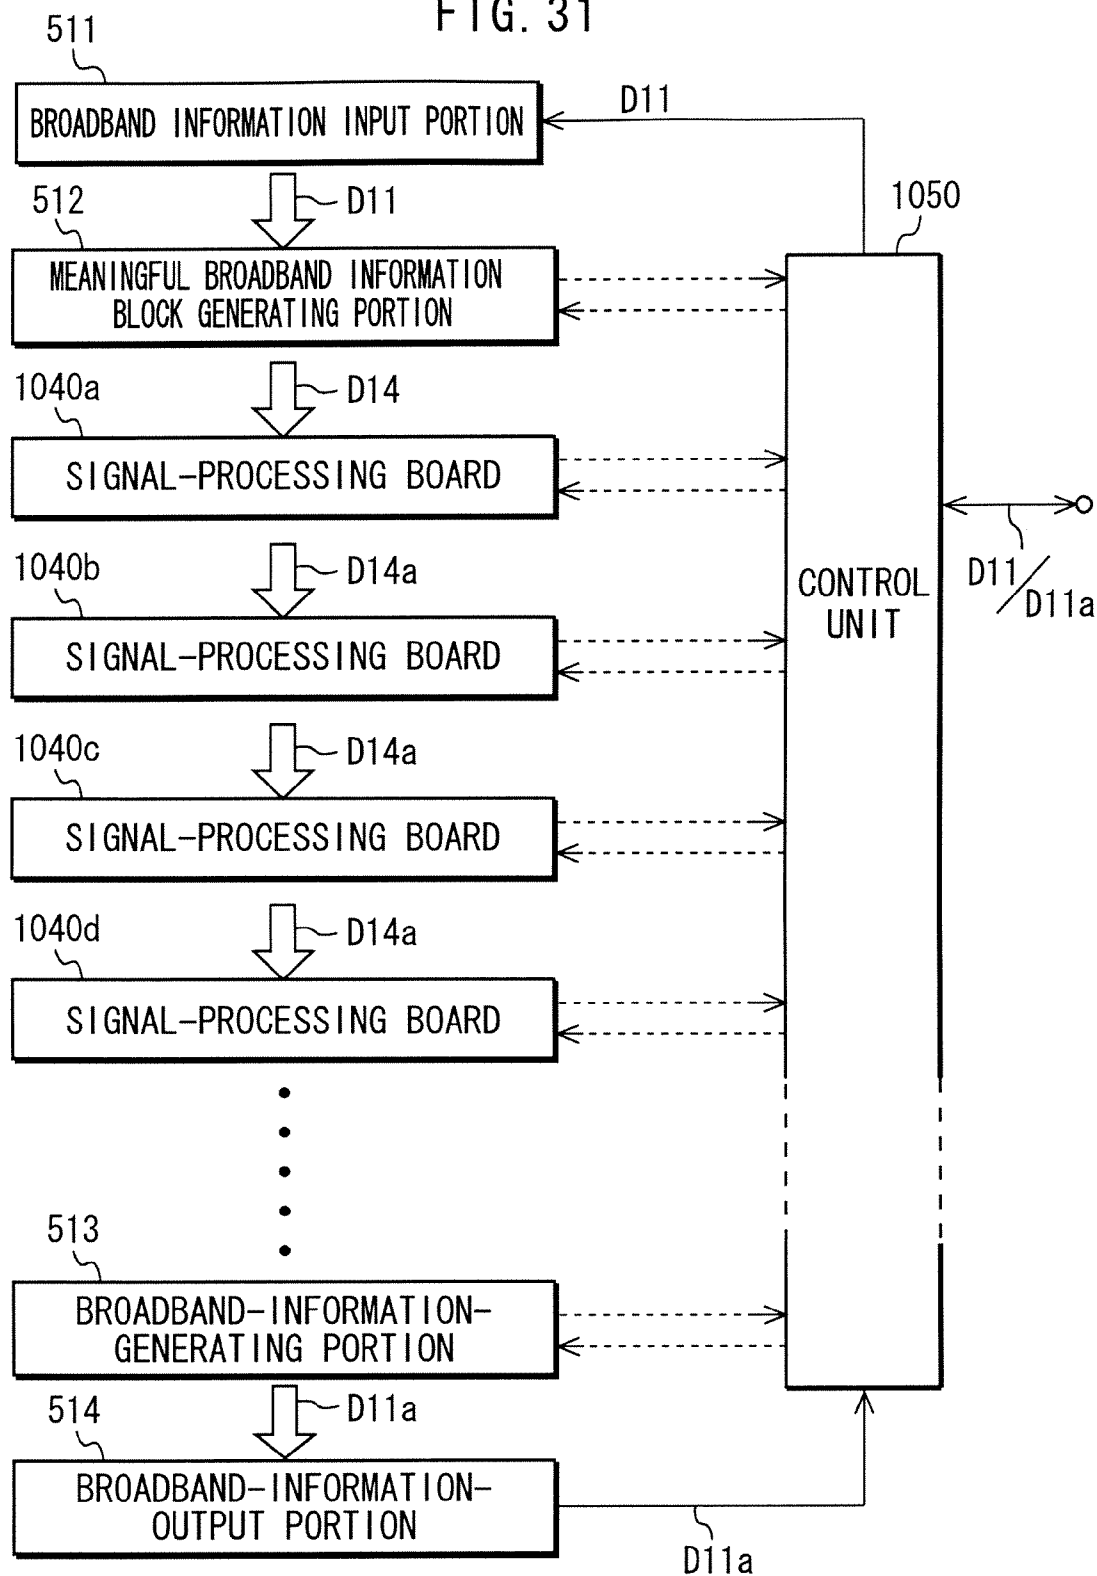 FIG. 31
511
BROADBAND INFORMATION INPUT PORTION
D11
D11
512
1050
MEANINGFUL BROADBAND INFORMATION
BLOCK GENERATING PORTION
1040a
D14
SIGNAL-PROCESSING BOARD
1040b
D14a
SIGNAL-PROCESSING BOARD
CONTROL
UNIT
D11/D11a
1040c
D14a
SIGNAL-PROCESSING BOARD
1040d
D14a
SIGNAL-PROCESSING BOARD
513
BROADBAND-INFORMATION-
GENERATING PORTION
514
D11a
BROADBAND-INFORMATION-
OUTPUT PORTION
D11a